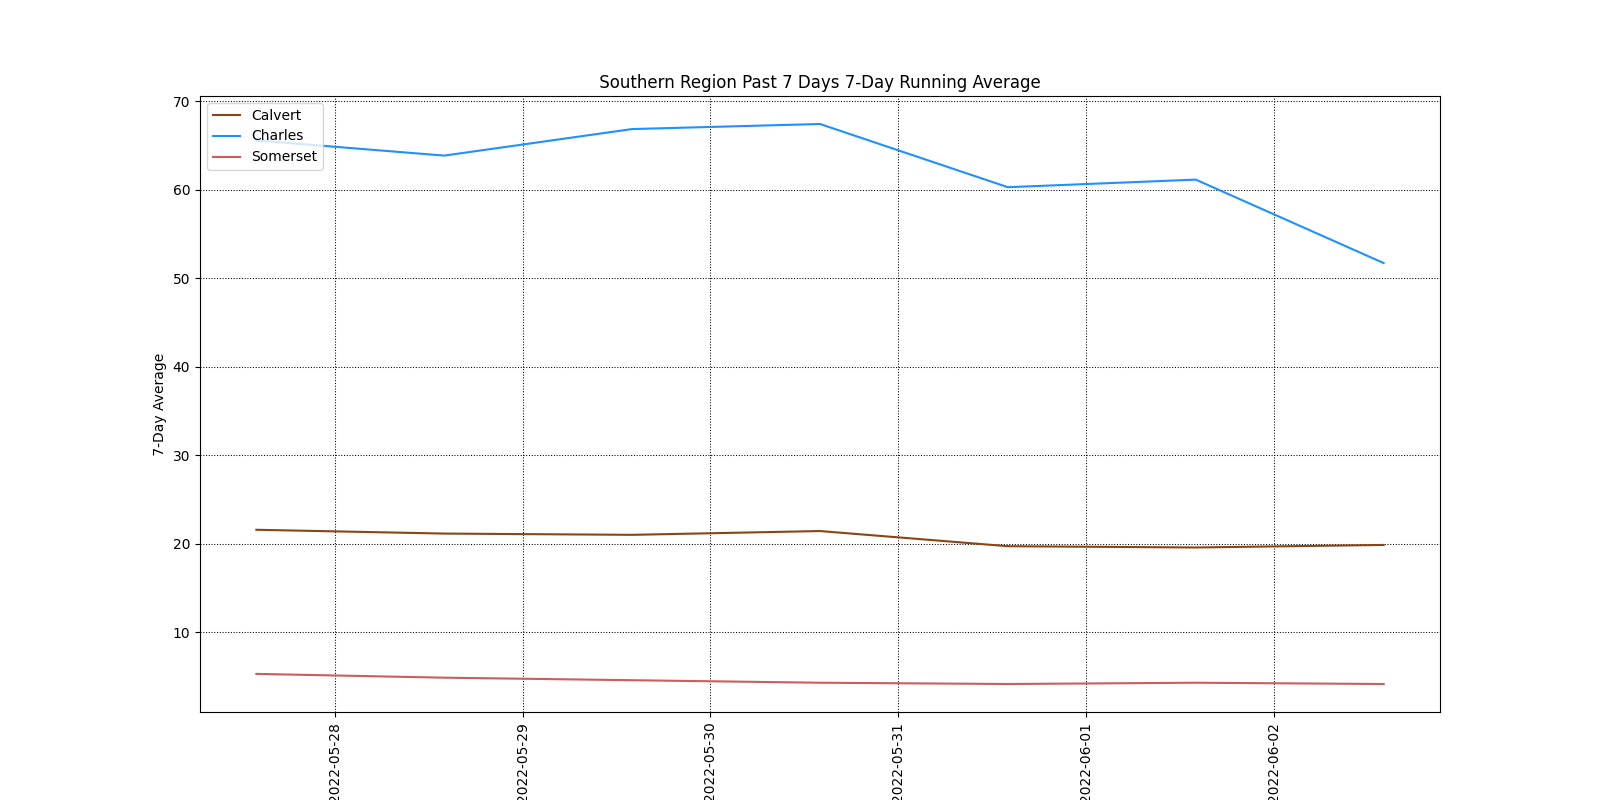 Southern Region Past 7 Days 7-Day Running Average
Calvert
Charles
Somerset
7-Day Average
70
60
50
40
30
20
10
2022-05-28
2022-05-29
2022-05-30
2022-05-31
2022-06-01
2022-06-02